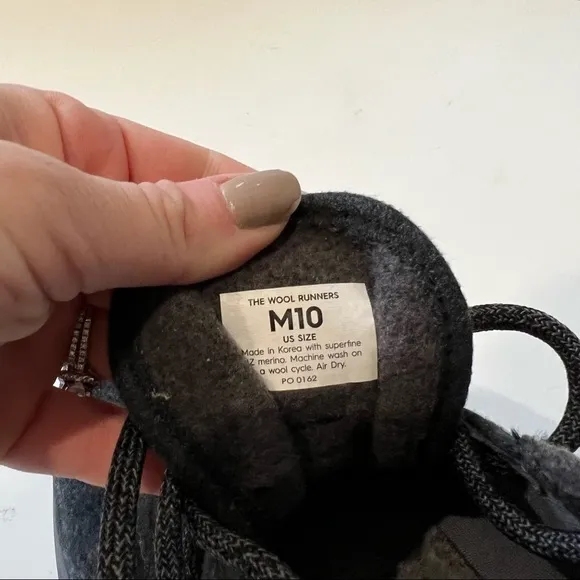 THE WOOL RUNNERS
M10
US SIZE
Made in Korea with superfine
Z merino. Machine wash on
a wool cycle. Air Dry.
PO 0162